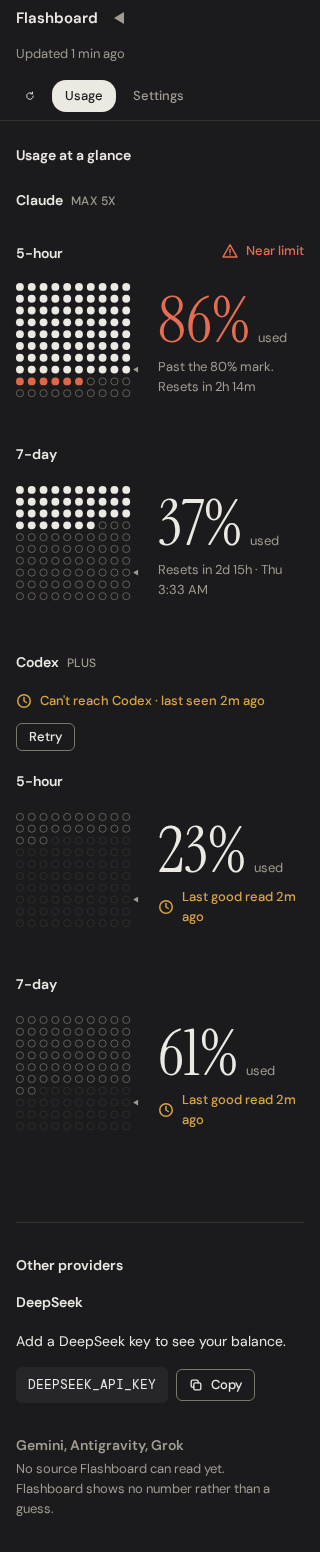 Flashboard
Updated 1 min ago
Usage
Settings
Usage at a glance
Claude MAX 5X
5-hour
Near limit
86% used
Past the 80% mark.
Resets in 2h 14m
7-day
37% used
Resets in 2d 15h · Thu
3:33 AM
Codex PLUS
Can't reach Codex · last seen 2m ago
Retry
5-hour
23% used
Last good read 2m
ago
7-day
61% used
Last good read 2m
ago
Other providers
DeepSeek
Add a DeepSeek key to see your balance.
DEEPSEEK_API_KEY
Copy
Gemini, Antigravity, Grok
No source Flashboard can read yet.
Flashboard shows no number rather than a
guess.